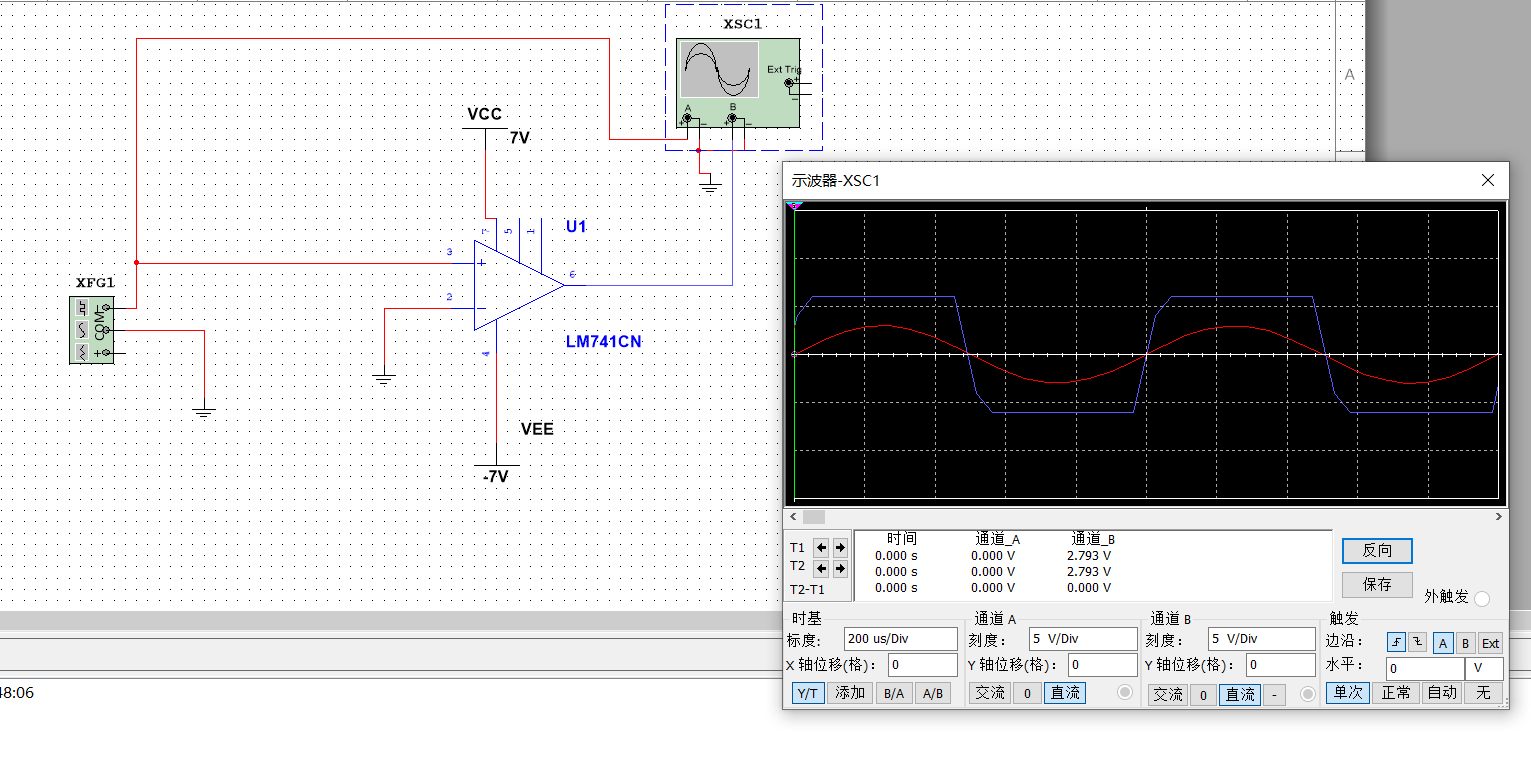 XSC1
Ext Trig
A
B
A
VCC
7V
U1
7
5
1
3
2
6
4
LM741CN
XFG1
COM
VEE
-7V
示波器-XSC1
时间 通道_A 通道_B
T1 0.000 s 0.000 V 2.793 V
T2 0.000 s 0.000 V 2.793 V
T2-T1 0.000 s 0.000 V 0.000 V
反向
保存
外触发
时基
标度: 200 us/Div
X 轴位移(格): 0
Y/T 添加 B/A A/B
通道 A
刻度: 5 V/Div
Y 轴位移(格): 0
交流 0 直流
通道 B
刻度: 5 V/Div
Y 轴位移(格): 0
交流 0 直流 -
触发
边沿: A B Ext
水平: 0 V
单次 正常 自动 无
48:06